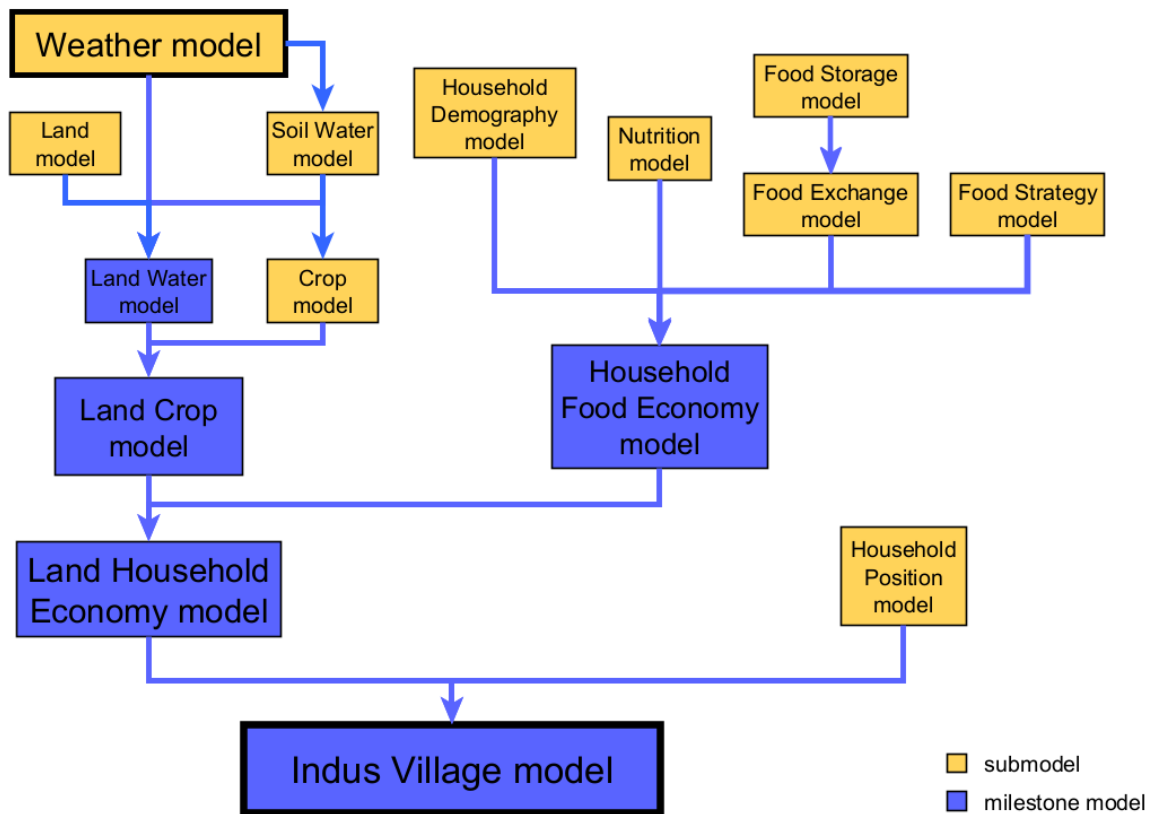 Weather model
Land
model
Soil Water
model
Household
Demography
model
Nutrition
model
Food Storage
model
Food Exchange
model
Food Strategy
model
Land Water
model
Crop
model
Land Crop
model
Household
Food Economy
model
Land Household
Economy model
Household
Position
model
Indus Village model
submodel
milestone model